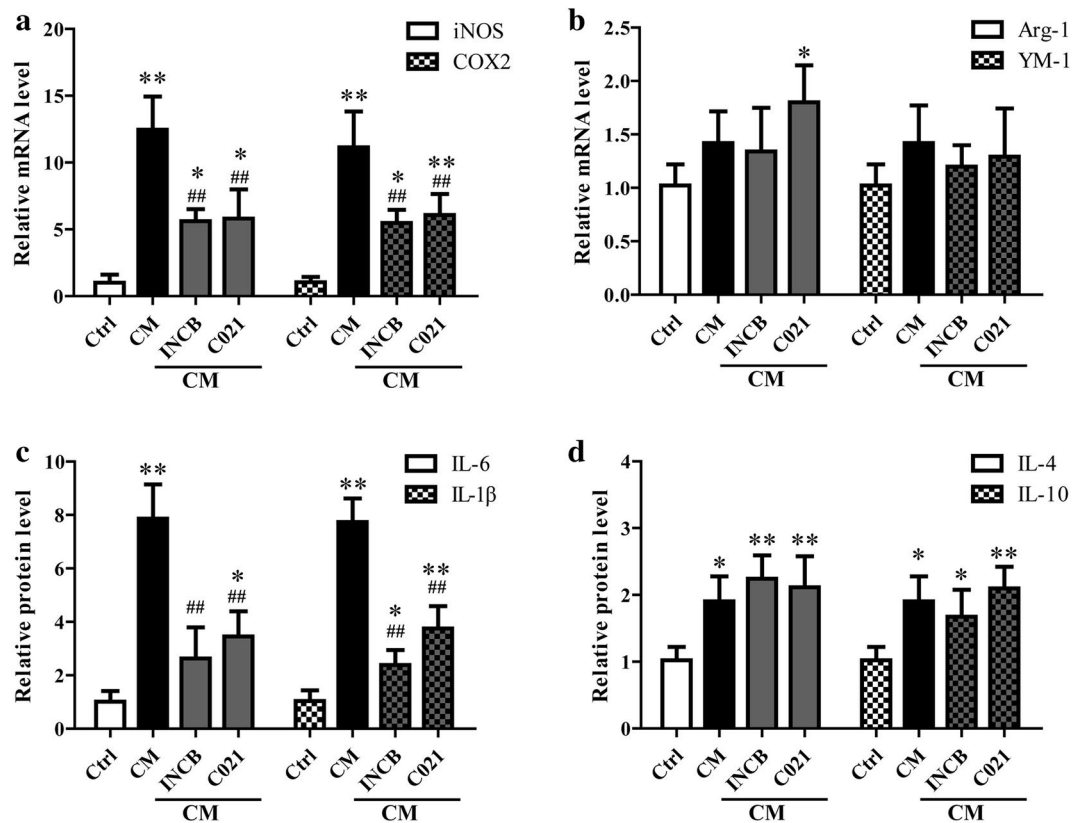 a
Relative mRNA level
20
15
10
5
0
iNOS
COX2
**
*
##
*
##
**
*
##
**
##
Ctrl
CM
INCB
C021
CM
Ctrl
CM
INCB
C021
CM
b
Relative mRNA level
2.5
2.0
1.5
1.0
0.5
0.0
Arg-1
YM-1
*
Ctrl
CM
INCB
C021
CM
Ctrl
CM
INCB
C021
CM
c
Relative protein level
10
8
6
4
2
0
IL-6
IL-1β
**
##
*
##
**
*
##
**
##
Ctrl
CM
INCB
C021
CM
Ctrl
CM
INCB
C021
CM
d
Relative protein level
4
3
2
1
0
IL-4
IL-10
*
**
**
*
*
**
Ctrl
CM
INCB
C021
CM
Ctrl
CM
INCB
C021
CM